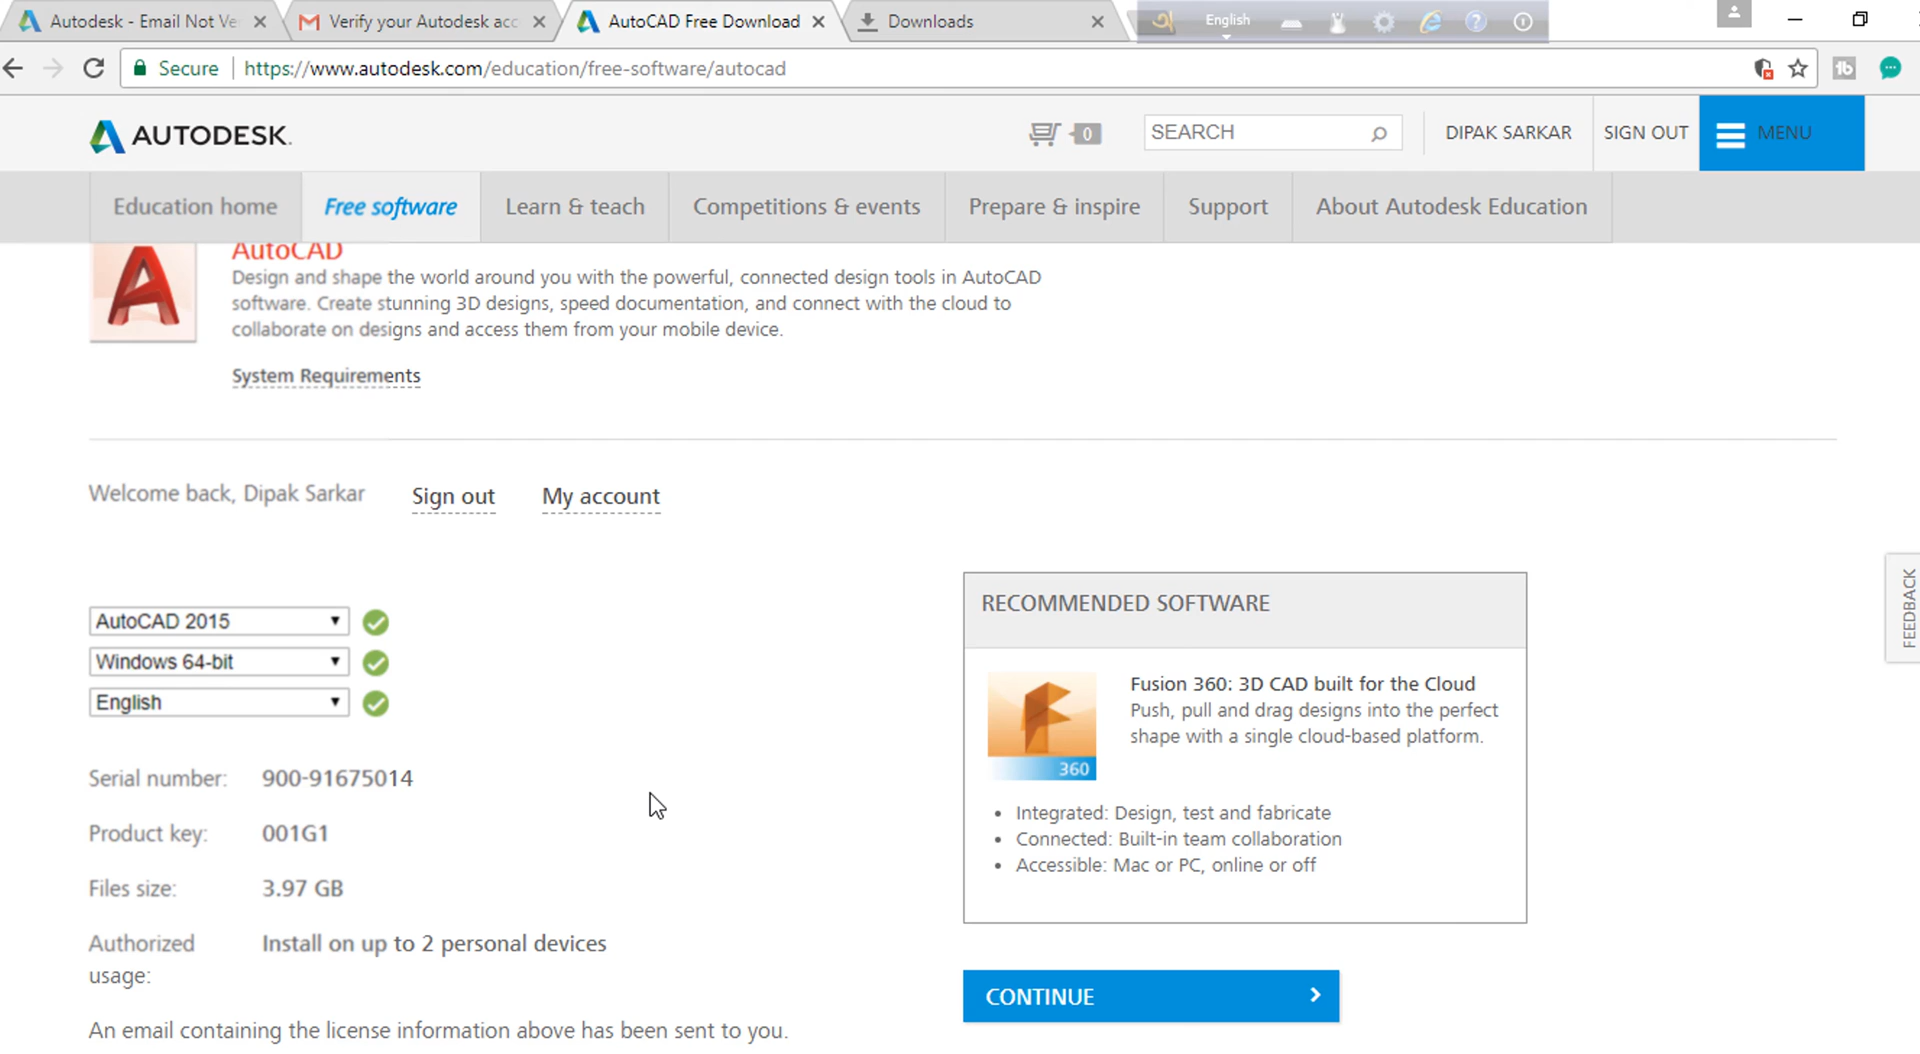 Autodesk - Email Not Ve
Verify your Autodesk acc
AutoCAD Free Download
Downloads
English
Secure
https://www.autodesk.com/education/free-software/autocad
AUTODESK.
0
SEARCH
DIPAK SARKAR
SIGN OUT
MENU
Education home
Free software
Learn & teach
Competitions & events
Prepare & inspire
Support
About Autodesk Education
AutoCAD
Design and shape the world around you with the powerful, connected design tools in AutoCAD
software. Create stunning 3D designs, speed documentation, and connect with the cloud to
collaborate on designs and access them from your mobile device.
System Requirements
Welcome back, Dipak Sarkar
Sign out
My account
AutoCAD 2015
Windows 64-bit
English
Serial number: 900-91675014
Product key: 001G1
Files size: 3.97 GB
Authorized Install on up to 2 personal devices
usage:
An email containing the license information above has been sent to you.
RECOMMENDED SOFTWARE
360
Fusion 360: 3D CAD built for the Cloud
Push, pull and drag designs into the perfect
shape with a single cloud-based platform.
• Integrated: Design, test and fabricate
• Connected: Built-in team collaboration
• Accessible: Mac or PC, online or off
CONTINUE
FEEDBACK